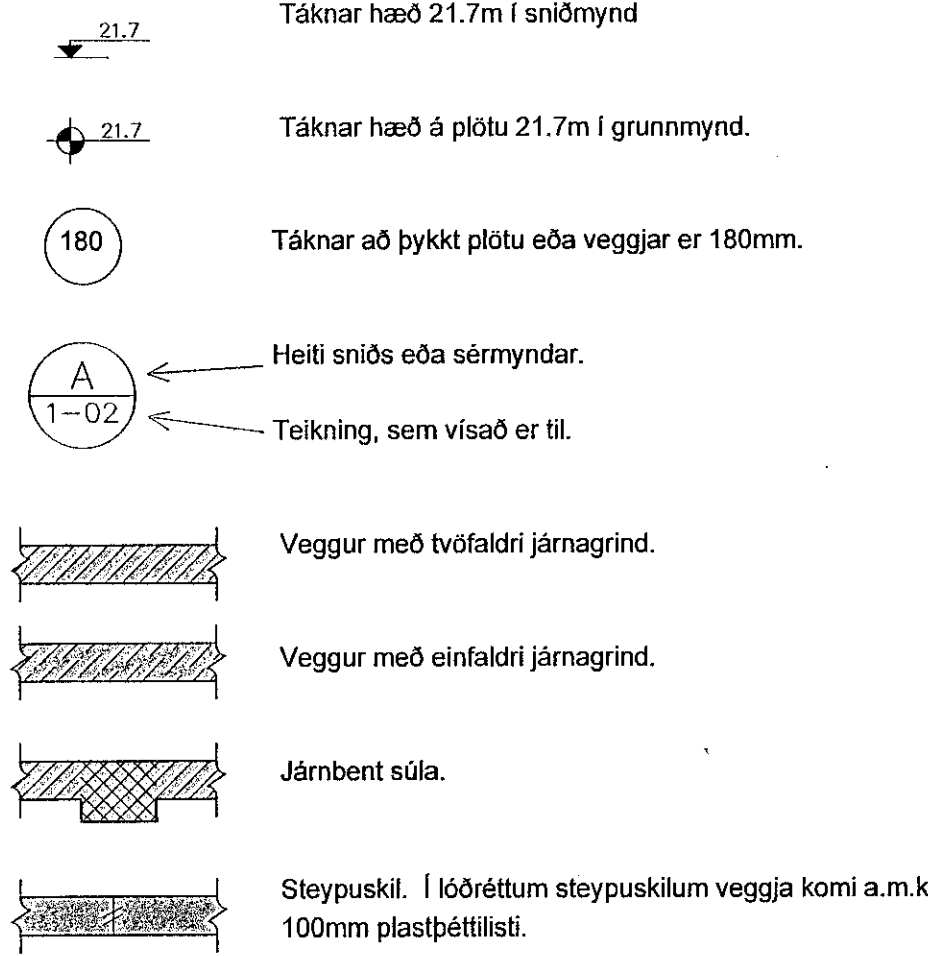 Táknar hæð 21.7m í sniðmynd
21.7
21.7
Táknar hæð á plötu 21.7m í grunnmynd.
180
Táknar að þykkt plötu eða veggjar er 180mm.
A
1-02
Heiti sniðs eða sérmyndar.
Teikning, sem vísað er til.
Veggur með tvöfaldri járnagrind.
Veggur með einfaldri járnagrind.
Járnbent súla.
Steypuskil. Í lóðréttum steypuskilum veggja komi a.m.k
100mm plastþéttilisti.